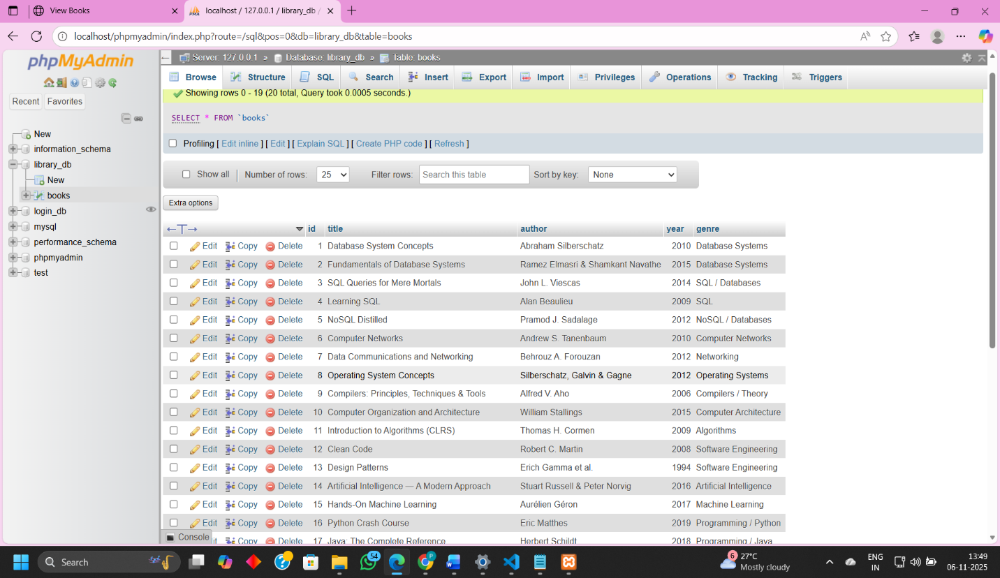 View Books
localhost / 127.0.0.1 / library_db /
localhost/phpmyadmin/index.php?route=/sql&pos=0&db=library_db&table=books
phpMyAdmin
Recent Favorites
New
information_schema
library_db
New
books
login_db
mysql
performance_schema
phpmyadmin
test
Server: 127.0.0.1 » Database: library_db » Table: books
Browse Structure SQL Search Insert Export Import Privileges Operations Tracking Triggers
Showing rows 0 - 19 (20 total, Query took 0.0005 seconds.)
SELECT * FROM `books`
Profiling [ Edit inline ] [ Edit ] [ Explain SQL ] [ Create PHP code ] [ Refresh ]
Show all Number of rows: 25 Filter rows: Search this table Sort by key: None
Extra options
←T→ id title author year genre
Edit Copy Delete 1 Database System Concepts Abraham Silberschatz 2010 Database Systems
Edit Copy Delete 2 Fundamentals of Database Systems Ramez Elmasri & Shamkant Navathe 2015 Database Systems
Edit Copy Delete 3 SQL Queries for Mere Mortals John L. Viescas 2014 SQL / Databases
Edit Copy Delete 4 Learning SQL Alan Beaulieu 2009 SQL
Edit Copy Delete 5 NoSQL Distilled Pramod J. Sadalage 2012 NoSQL / Databases
Edit Copy Delete 6 Computer Networks Andrew S. Tanenbaum 2010 Computer Networks
Edit Copy Delete 7 Data Communications and Networking Behrouz A. Forouzan 2012 Networking
Edit Copy Delete 8 Operating System Concepts Silberschatz, Galvin & Gagne 2012 Operating Systems
Edit Copy Delete 9 Compilers: Principles, Techniques & Tools Alfred V. Aho 2006 Compilers / Theory
Edit Copy Delete 10 Computer Organization and Architecture William Stallings 2015 Computer Architecture
Edit Copy Delete 11 Introduction to Algorithms (CLRS) Thomas H. Cormen 2009 Algorithms
Edit Copy Delete 12 Clean Code Robert C. Martin 2008 Software Engineering
Edit Copy Delete 13 Design Patterns Erich Gamma et al. 1994 Software Engineering
Edit Copy Delete 14 Artificial Intelligence — A Modern Approach Stuart Russell & Peter Norvig 2016 Artificial Intelligence
Edit Copy Delete 15 Hands-On Machine Learning Aurélien Géron 2017 Machine Learning
Edit Copy Delete 16 Python Crash Course Eric Matthes 2019 Programming / Python
Copy Delete 17 Java: The Complete Reference Herbert Schildt 2018 Programming / Java
Console
Search 54 6 27°C ENG 13:49
Mostly cloudy IN 06-11-2025